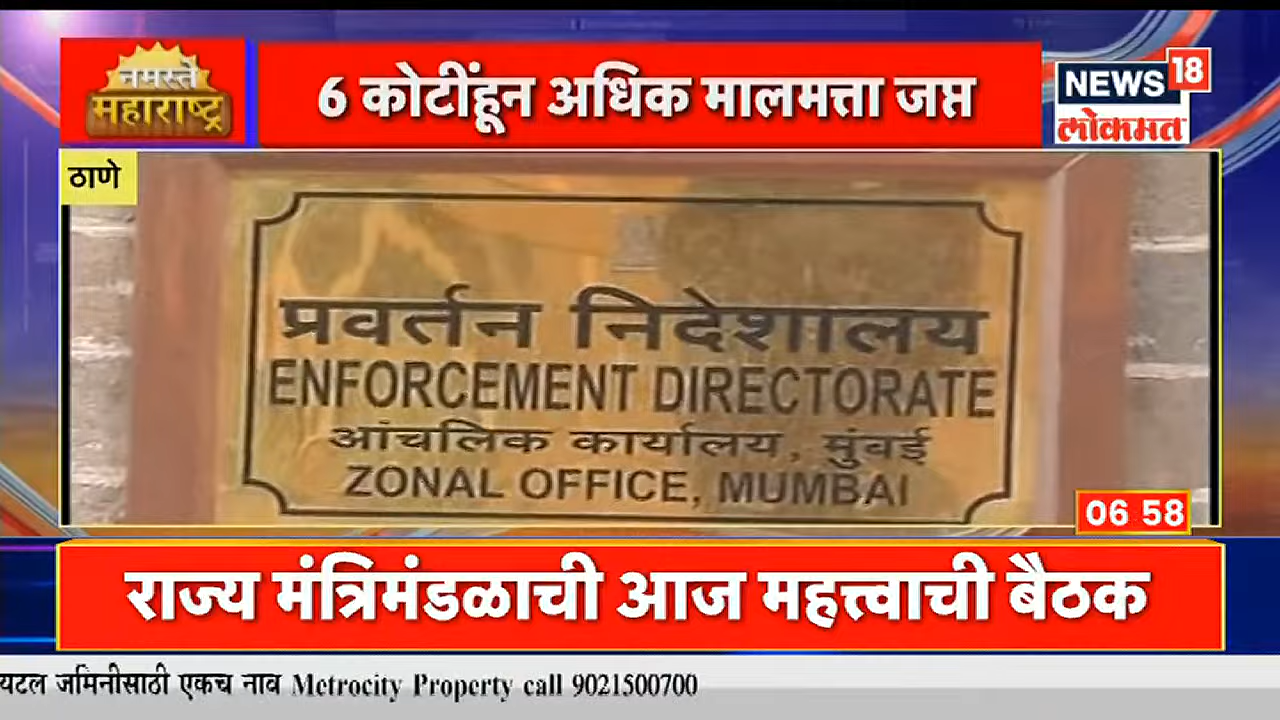 नमस्ते
महाराष्ट्र
6 कोटींहून अधिक मालमत्ता जप्त
NEWS 18
लोकमत
ठाणे
प्रवर्तन निदेशालय
ENFORCEMENT DIRECTORATE
आंचलिक कार्यालय, मुंबई
ZONAL OFFICE, MUMBAI
06 58
राज्य मंत्रिमंडळाची आज महत्त्वाची बैठक
यटल जमिनीसाठी एकच नाव Metrocity Property call 9021500700